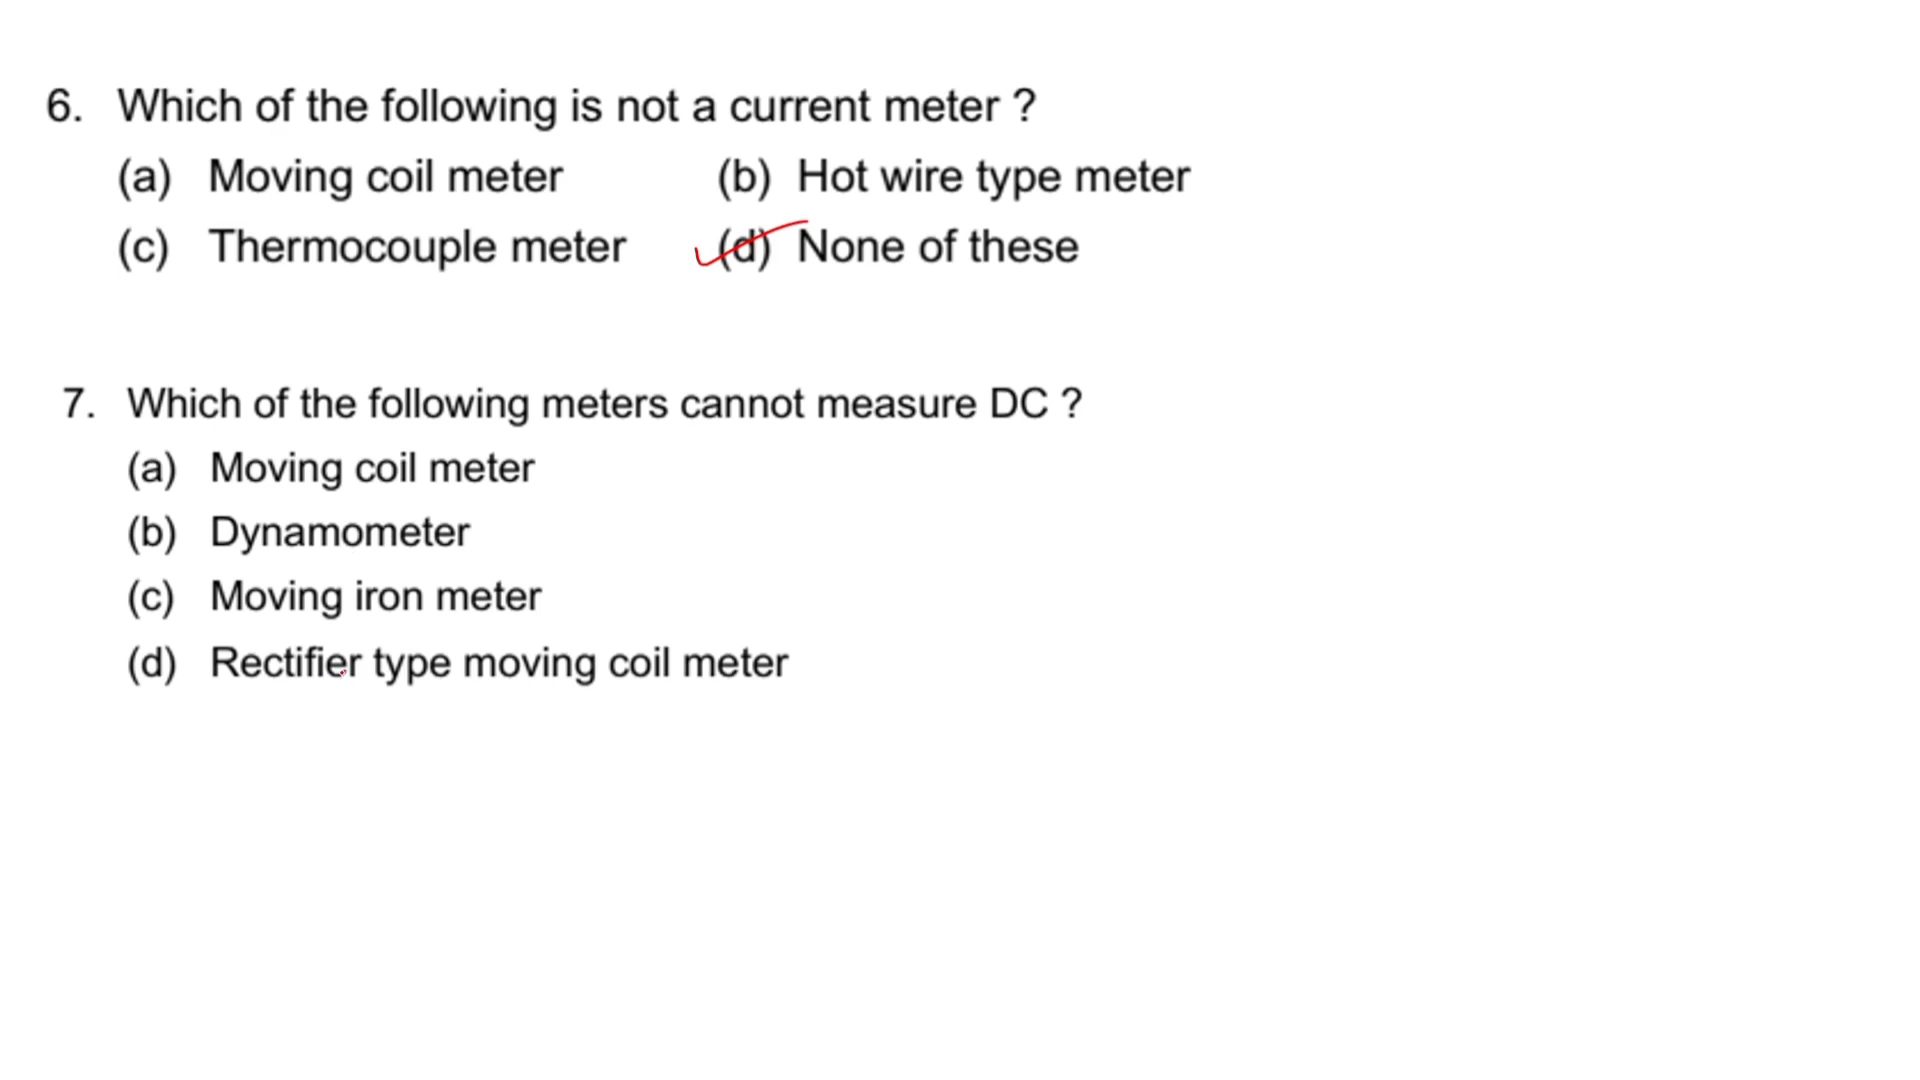 6. Which of the following is not a current meter ?
(a) Moving coil meter (b) Hot wire type meter
(c) Thermocouple meter (d) None of these
7. Which of the following meters cannot measure DC ?
(a) Moving coil meter
(b) Dynamometer
(c) Moving iron meter
(d) Rectifier type moving coil meter